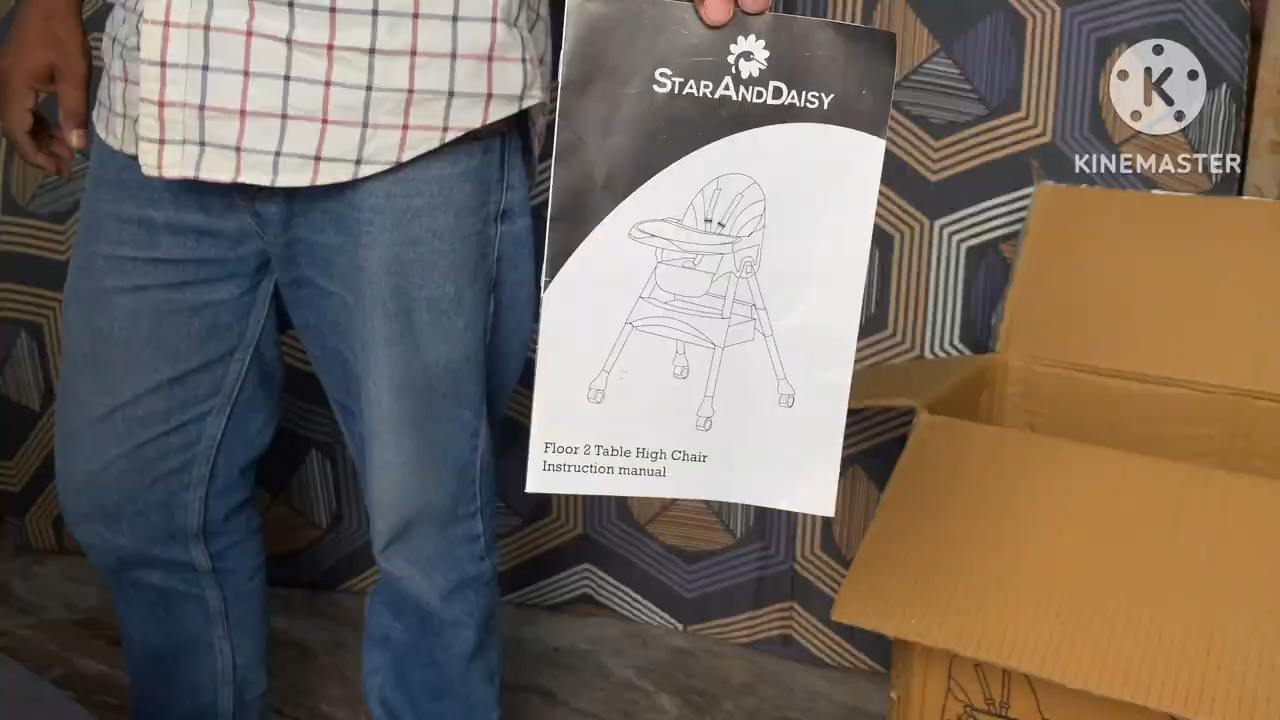 STARANDDAISY
KINEMASTER
Floor 2 Table High Chair
Instruction manual